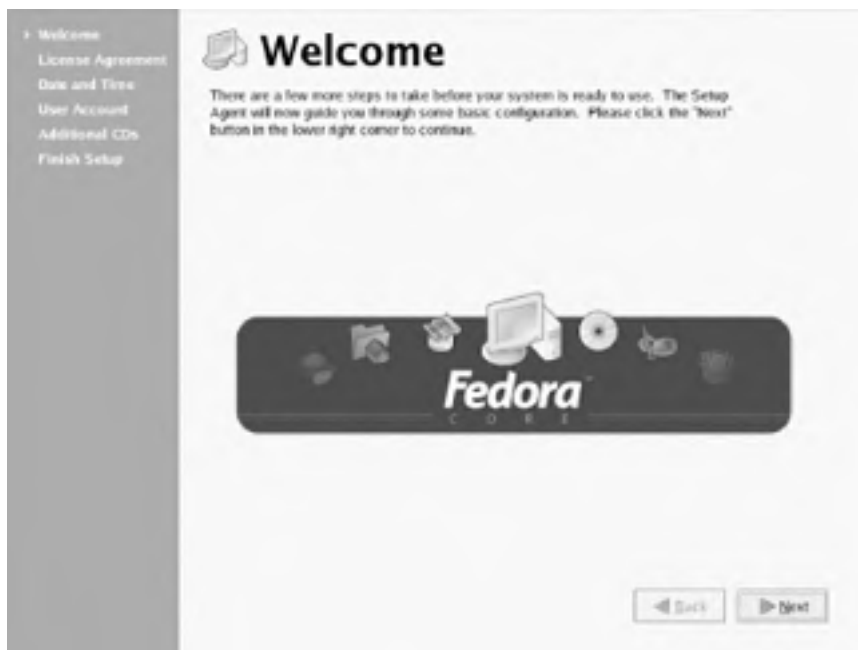 Welcome
License Agreement
Date and Time
User Account
Additional CDs
Finish Setup
Welcome
There are a few more steps to take before your system is ready to use. The Setup
Agent will now guide you through some basic configuration. Please click the "Next"
button in the lower right corner to continue.
Fedora
CORE
Back
Next